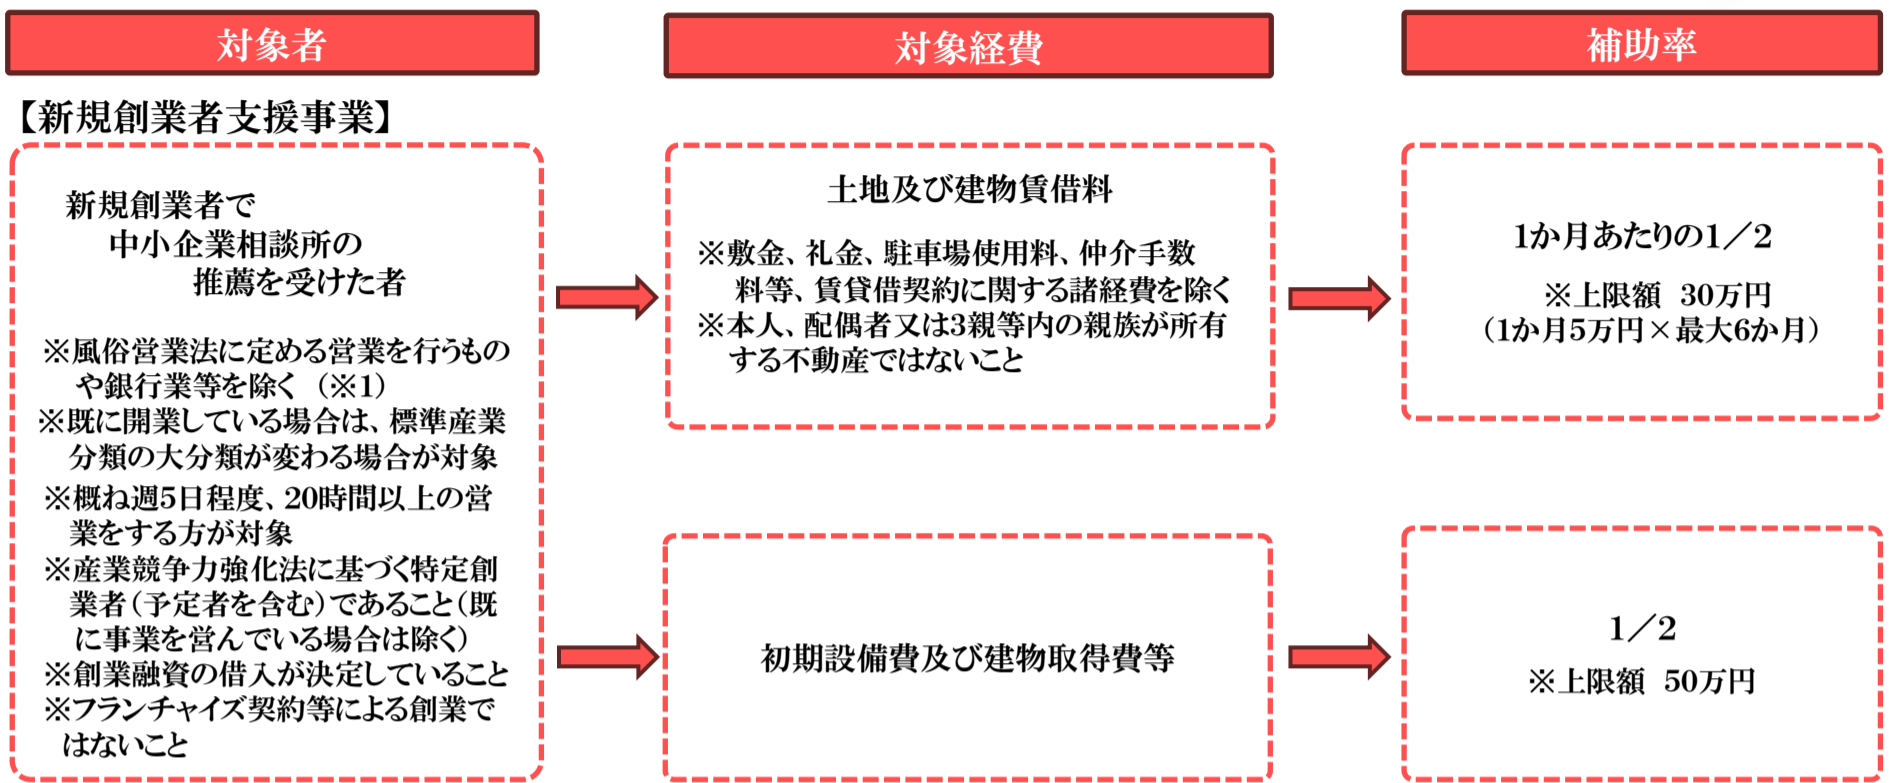 対象者
対象経費
補助率
【新規創業者支援事業】
新規創業者で
中小企業相談所の
推薦を受けた者
※風俗営業法に定める営業を行うもの
や銀行業等を除く（※1）
※既に開業している場合は、標準産業
分類の大分類が変わる場合が対象
※概ね週5日程度、20時間以上の営
業をする方が対象
※産業競争力強化法に基づく特定創
業者（予定者を含む）であること（既
に事業を営んでいる場合は除く）
※創業融資の借入が決定していること
※フランチャイズ契約等による創業で
はないこと
土地及び建物賃借料
※敷金、礼金、駐車場使用料、仲介手数
料等、賃貸借契約に関する諸経費を除く
※本人、配偶者又は3親等内の親族が所有
する不動産ではないこと
1か月あたりの1／2
※上限額 30万円
（1か月5万円×最大6か月）
初期設備費及び建物取得費等
1／2
※上限額 50万円